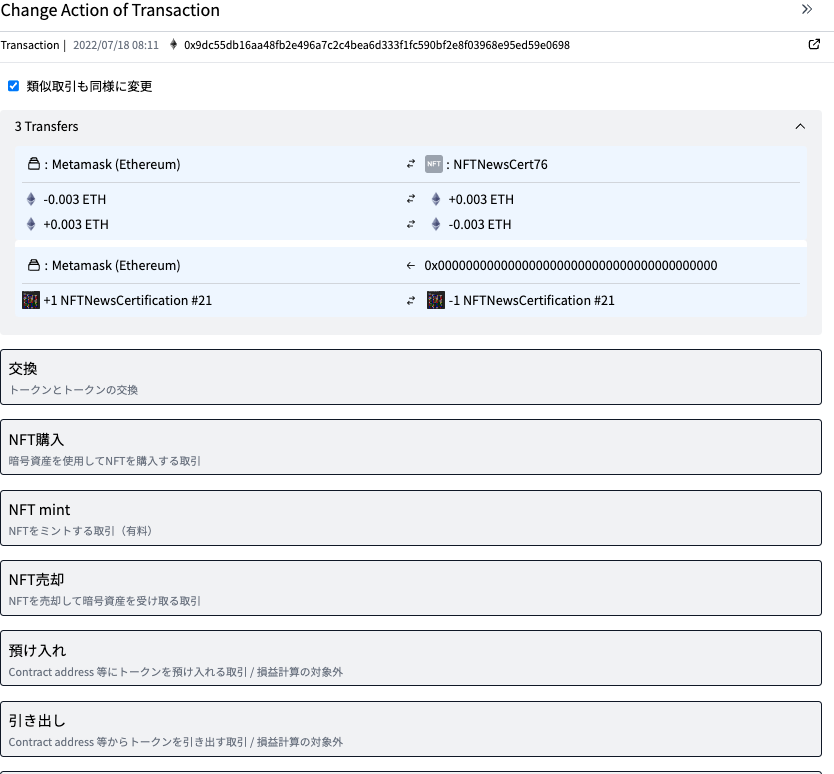 Change Action of Transaction
Transaction | 2022/07/18 08:11 0x9dc55db16aa48fb2e496a7c2c4bea6d333f1fc590bf2e8f03968e95ed59e0698
類似取引も同様に変更
3 Transfers
: Metamask (Ethereum) NFT : NFTNewsCert76
-0.003 ETH +0.003 ETH
+0.003 ETH -0.003 ETH
: Metamask (Ethereum) ← 0x0000000000000000000000000000000000000000
+1 NFTNewsCertification #21 -1 NFTNewsCertification #21
交換
トークンとトークンの交換
NFT購入
暗号資産を使用してNFTを購入する取引
NFT mint
NFTをミントする取引（有料）
NFT売却
NFTを売却して暗号資産を受け取る取引
預け入れ
Contract address 等にトークンを預け入れる取引 / 損益計算の対象外
引き出し
Contract address 等からトークンを引き出す取引 / 損益計算の対象外